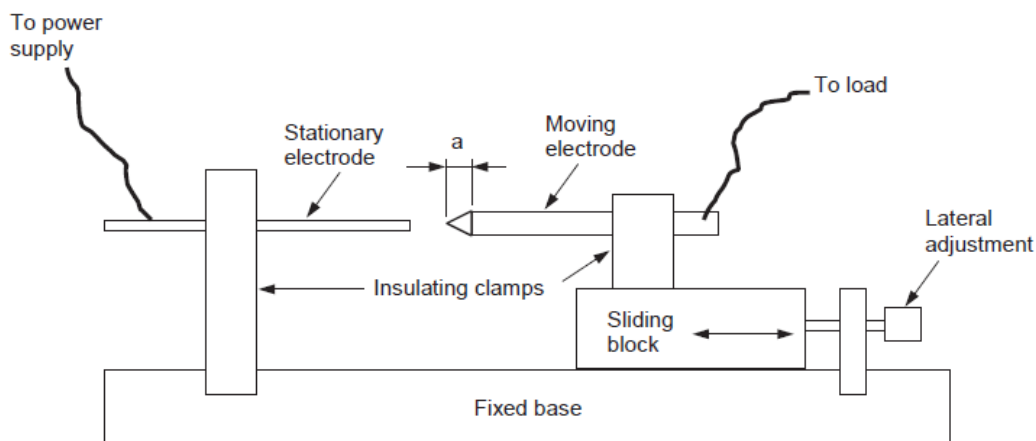 To power
supply
Stationary
electrode
a
Moving
electrode
To load
Lateral
adjustment
Insulating clamps
Sliding
block
Fixed base